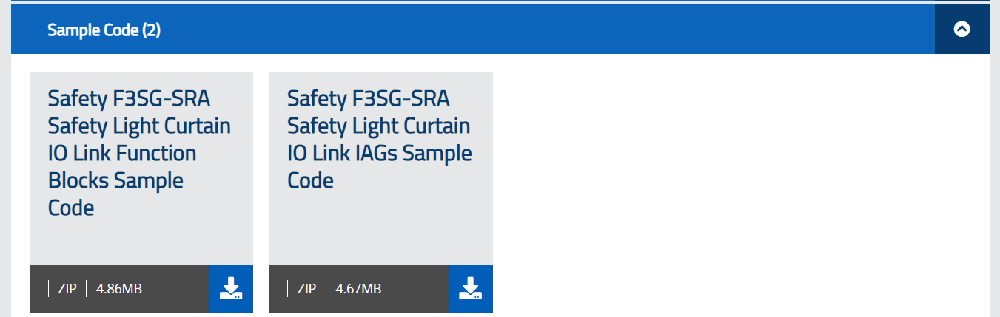 Sample Code (2)
Safety F3SG-SRA
Safety Light Curtain
IO Link Function
Blocks Sample
Code
ZIP
4.86MB
Safety F3SG-SRA
Safety Light Curtain
IO Link IAGs Sample
Code
ZIP
4.67MB